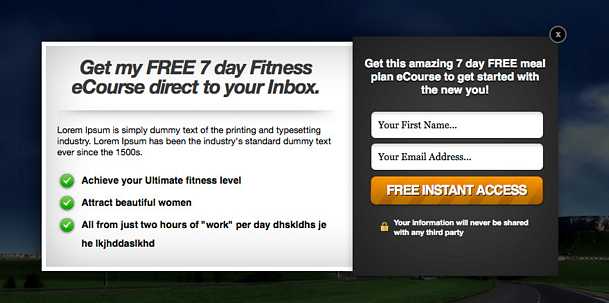 Get my FREE 7 day Fitness
eCourse direct to your Inbox.
Lorem Ipsum is simply dummy text of the printing and typesetting
industry. Lorem Ipsum has been the industry's standard dummy text
ever since the 1500s.
Achieve your Ultimate fitness level
Attract beautiful women
All from just two hours of "work" per day dhskldhs je
he lkjhddaslkhd
x
Get this amazing 7 day FREE meal
plan eCourse to get started with
the new you!
Your First Name...
Your Email Address...
FREE INSTANT ACCESS
Your information will never be shared
with any third party